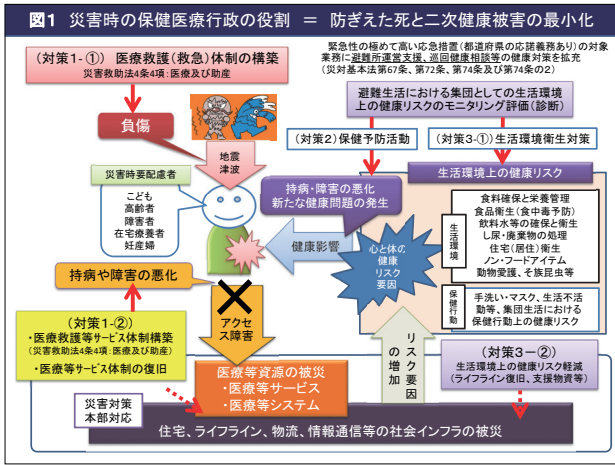 図1 災害時の保健医療行政の役割 = 防ぎえた死と二次健康被害の最小化
(対策1-①) 医療救護(救急)体制の構築
災害救助法4条4項:医療及び助産
緊急性の極めて高い応急措置(都道府県の応諾義務あり)の対象
業務に避難所運営支援、巡回健康相談等の健康対策を拡充
(災対基本法第67条、第72条、第74条及び第74条の2)
避難生活における集団としての生活環境
上の健康リスクのモニタリング評価(診断)
負傷
地震
津波
(対策2)保健予防活動
(対策3-①)生活環境衛生対策
災害時要配慮者
こども
高齢者
障害者
在宅療養者
妊産婦
持病・障害の悪化
新たな健康問題の発生
健康影響
心と体の
健康
リスク
要因
生活環境上の健康リスク
生活環境
食料確保と栄養管理
食品衛生(食中毒予防)
飲料水等の確保と衛生
し尿・廃棄物の処理
住宅(居住)衛生
ノン・フードアイテム
動物愛護、そ族昆虫等
保健行動
手洗い・マスク、生活不活
動等、集団生活における
保健行動上の健康リスク
持病や障害の悪化
アクセ
ス障害
(対策1-②)
・医療救護等サービス体制構築
(災害救助法4条4項:医療及び助産)
・医療等サービス体制の復旧
医療等資源の被災
・医療等サービス
・医療等システム
リスク要因
の増加
(対策3-②)
生活環境上の健康リスク軽減
(ライフライン復旧、支援物資等)
災害対策
本部対応
住宅、ライフライン、物流、情報通信等の社会インフラの被災